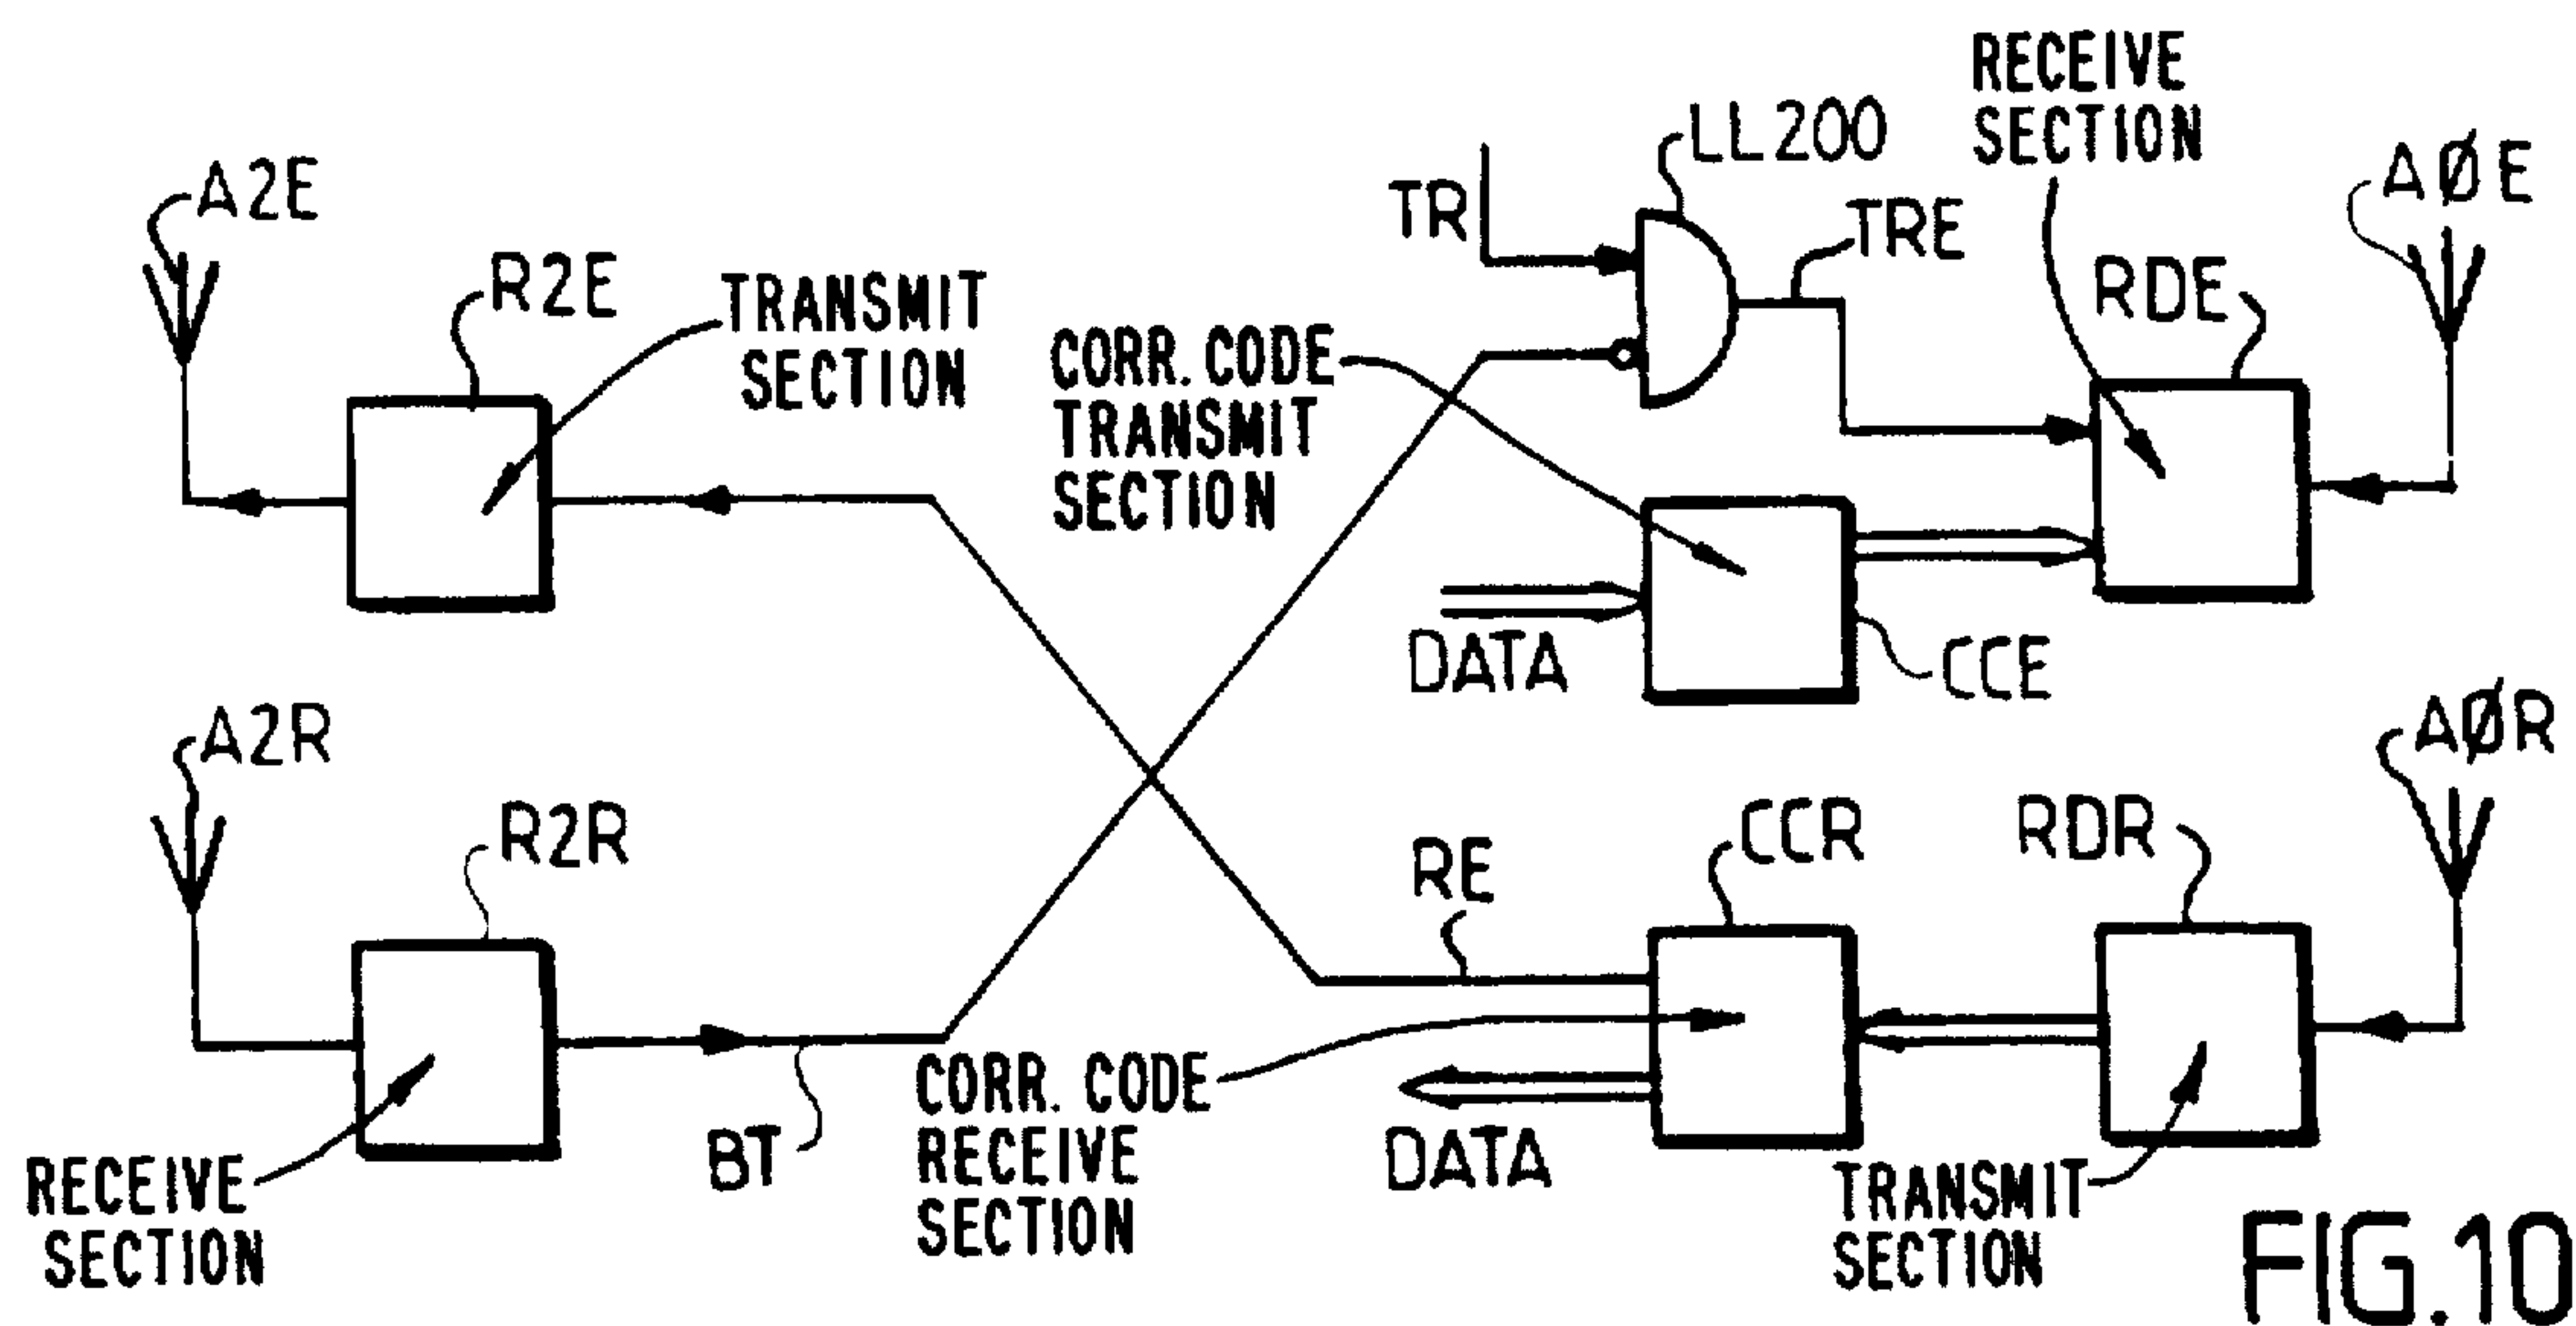 RECEIVE
SECTION
LL200
A2E
TR
TRE
AØE
R2E
TRANSMIT
SECTION
RDE
CORR. CODE
TRANSMIT
SECTION
DATA
CCE
A2R
AØR
R2R
RE
CCR
RDR
BT
CORR. CODE
RECEIVE
SECTION
DATA
RECEIVE
SECTION
TRANSMIT
SECTION
FIG.10